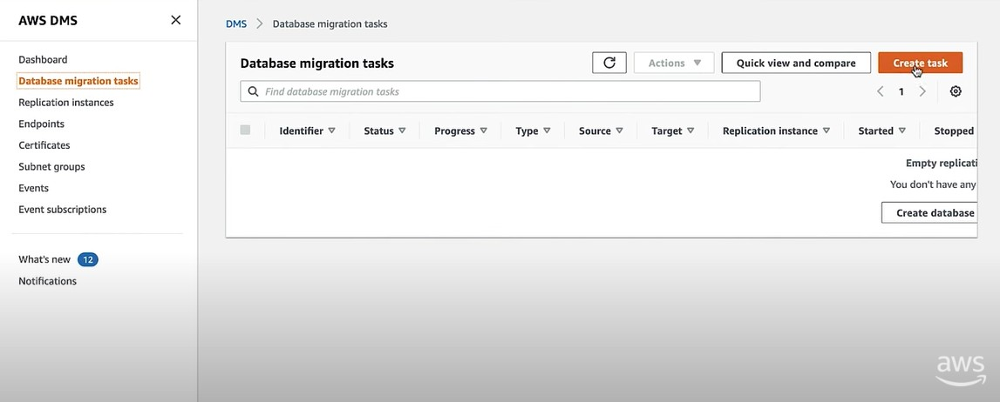 AWS DMS
Dashboard
Database migration tasks
Replication instances
Endpoints
Certificates
Subnet groups
Events
Event subscriptions
What's new 12
Notifications
DMS Database migration tasks
Database migration tasks Actions Quick view and compare Create task
Find database migration tasks 1
Identifier Status Progress Type Source Target Replication instance Started Stopped
Empty replicati
You don't have any
Create database
aws